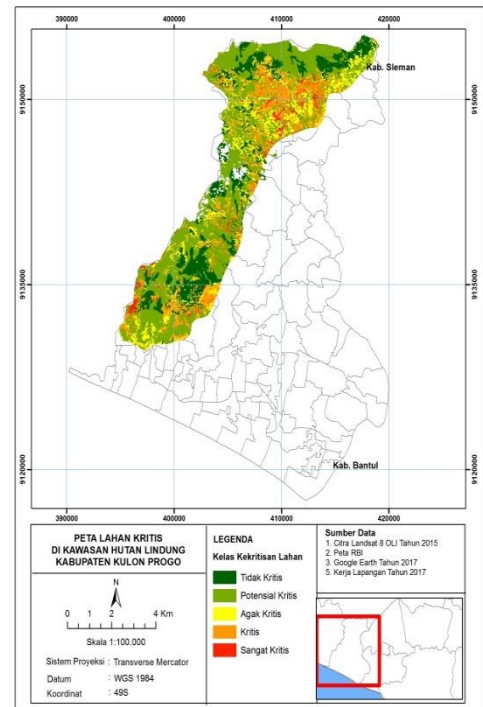 390000 400000 410000 420000
Kab. Sleman
9150000 9150000
9135000 9135000
9120000 9120000
Kab. Bantul
390000 400000 410000 420000
PETA LAHAN KRITIS
DI KAWASAN HUTAN LINDUNG
KABUPATEN KULON PROGO
N
0 2 4 Km
Skala 1:100.000
Sistem Proyeksi : Transverse Mercator
Datum : WGS 1984
Koordinat : 49S
LEGENDA
Kelas Kekritisan Lahan
Tidak Kritis
Potensial Kritis
Agak Kritis
Kritis
Sangat Kritis
Sumber Data
1. Citra Landsat 8 OLI Tahun 2015
2. Peta RBI
3. Google Earth Tahun 2017
5. Kerja Lapangan Tahun 2017